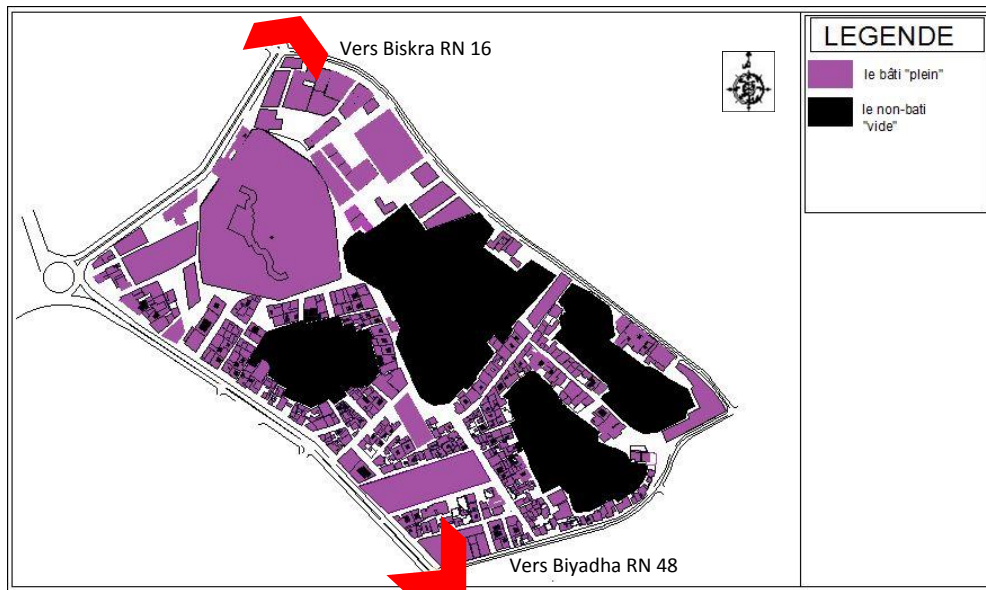 Vers Biskra RN 16
LEGENDE
le bâti "plein"
le non-bati
"vide"
Vers Biyadha RN 48